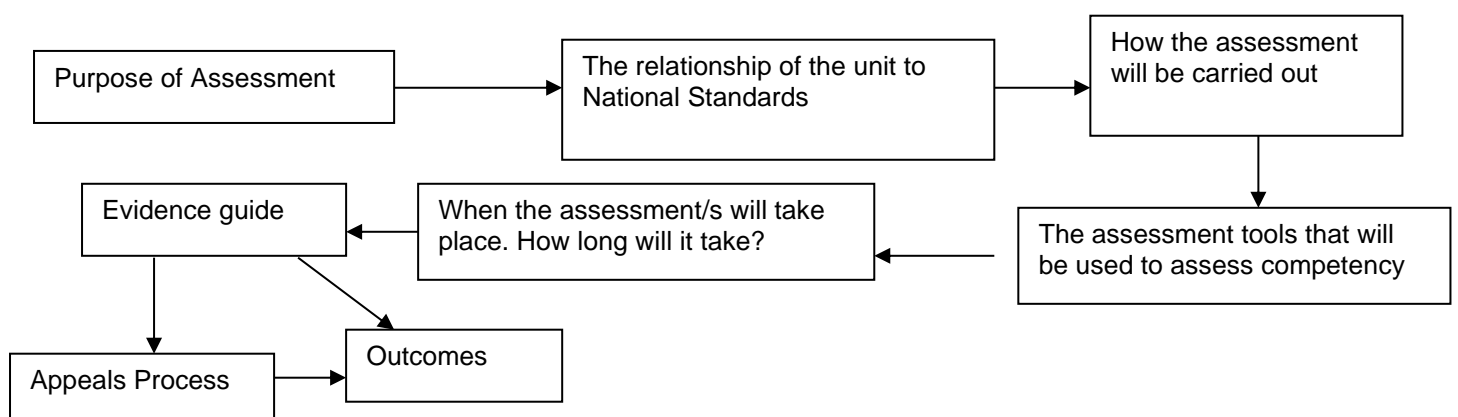 Purpose of Assessment
The relationship of the unit to
National Standards
How the assessment
will be carried out
The assessment tools that will
be used to assess competency
When the assessment/s will take
place. How long will it take?
Evidence guide
Appeals Process
Outcomes